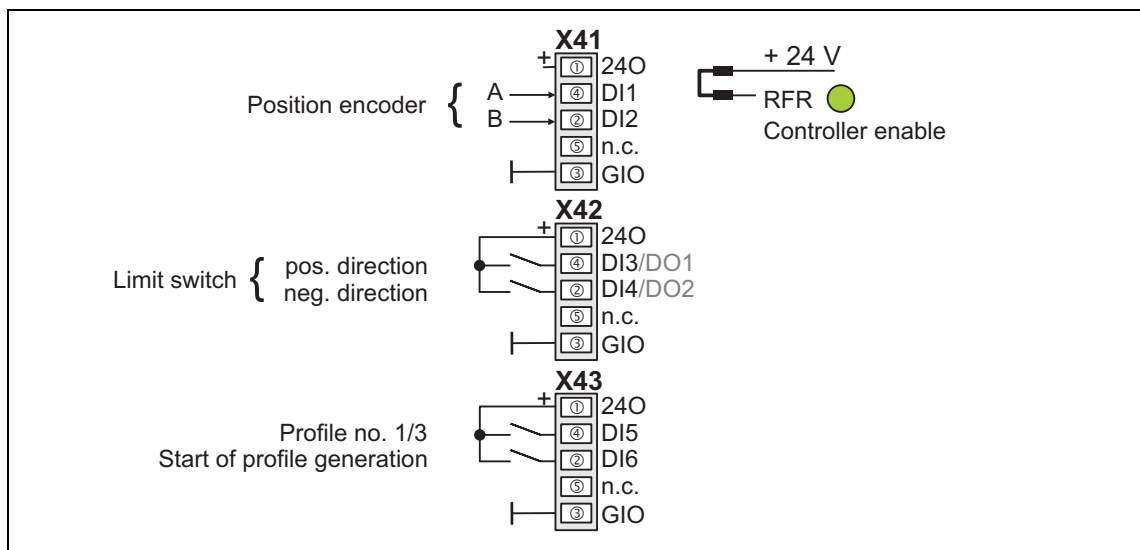 X41
+ ① 24O
Position encoder { A ④ DI1
B ② DI2
⑤ n.c.
③ GIO
+ 24 V
RFR
Controller enable
X42
+ ① 24O
Limit switch { pos. direction ④ DI3/DO1
neg. direction ② DI4/DO2
⑤ n.c.
③ GIO
X43
+ ① 24O
Profile no. 1/3 ④ DI5
Start of profile generation ② DI6
⑤ n.c.
③ GIO